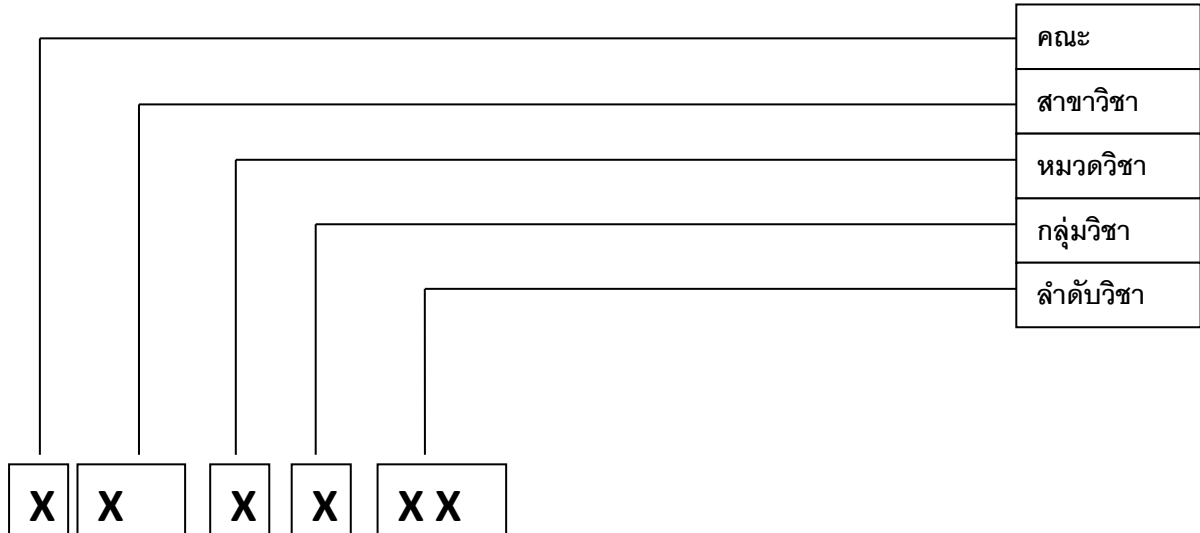 คณะ
สาขาวิชา
หมวดวิชา
กลุ่มวิชา
ลำดับวิชา
X X X X X X